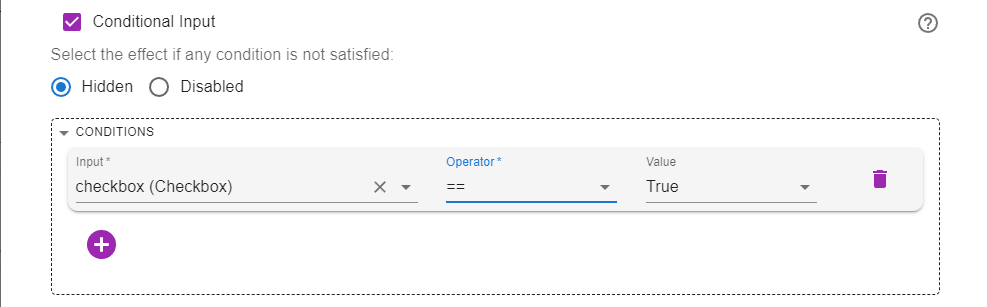 Conditional Input
Select the effect if any condition is not satisfied:
Hidden Disabled
CONDITIONS
Input * Operator * Value
checkbox (Checkbox) == True